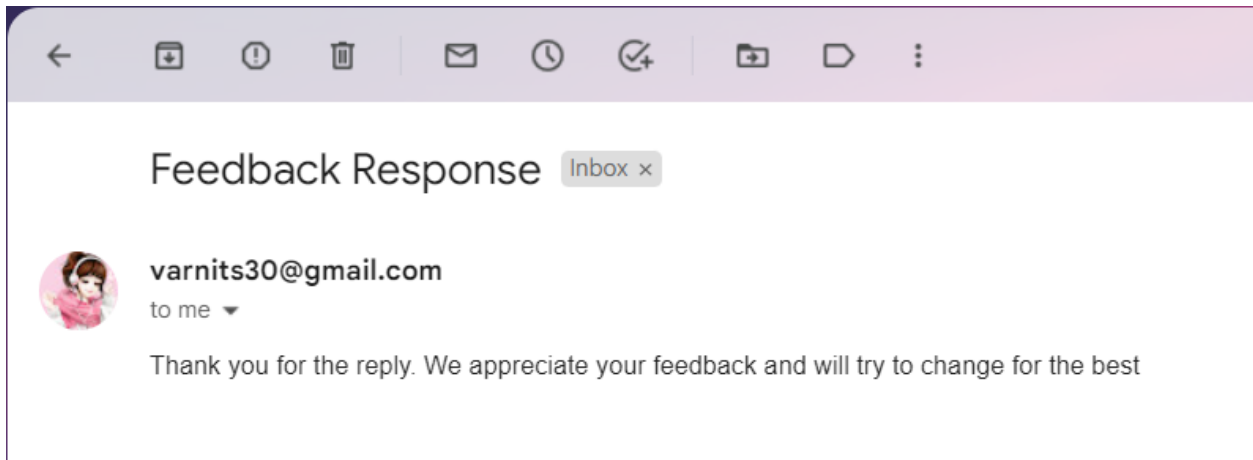 Feedback Response Inbox ×
varnits30@gmail.com
to me
Thank you for the reply. We appreciate your feedback and will try to change for the best